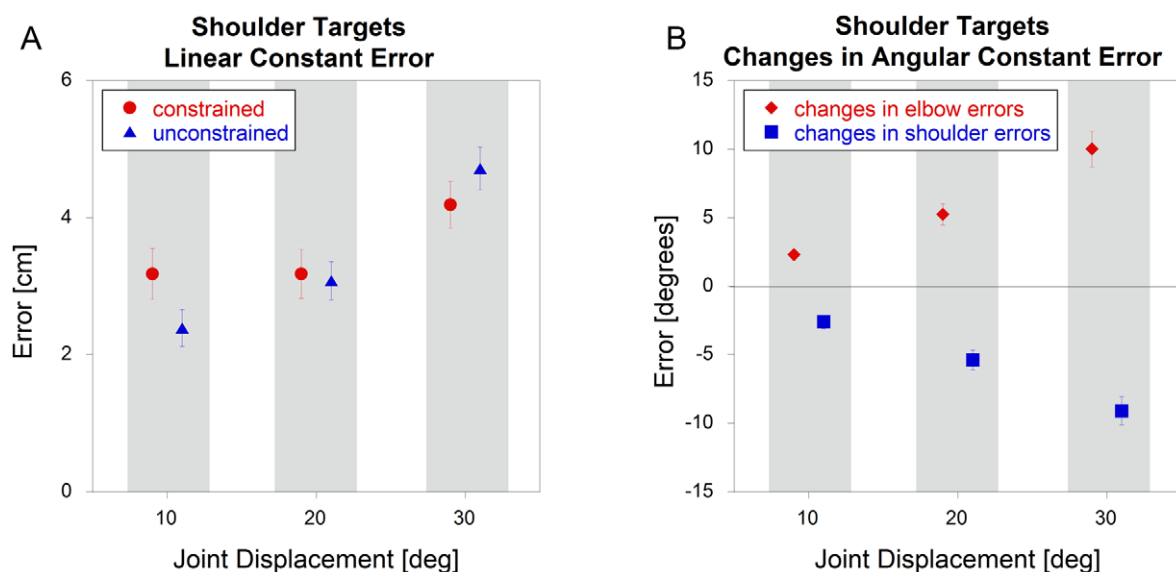 A
Shoulder Targets
Linear Constant Error
6
constrained
unconstrained
4
2
0
Error [cm]
10 20 30
Joint Displacement [deg]
B
Shoulder Targets
Changes in Angular Constant Error
15
changes in elbow errors
changes in shoulder errors
10
5
0
-5
-10
-15
Error [degrees]
10 20 30
Joint Displacement [deg]